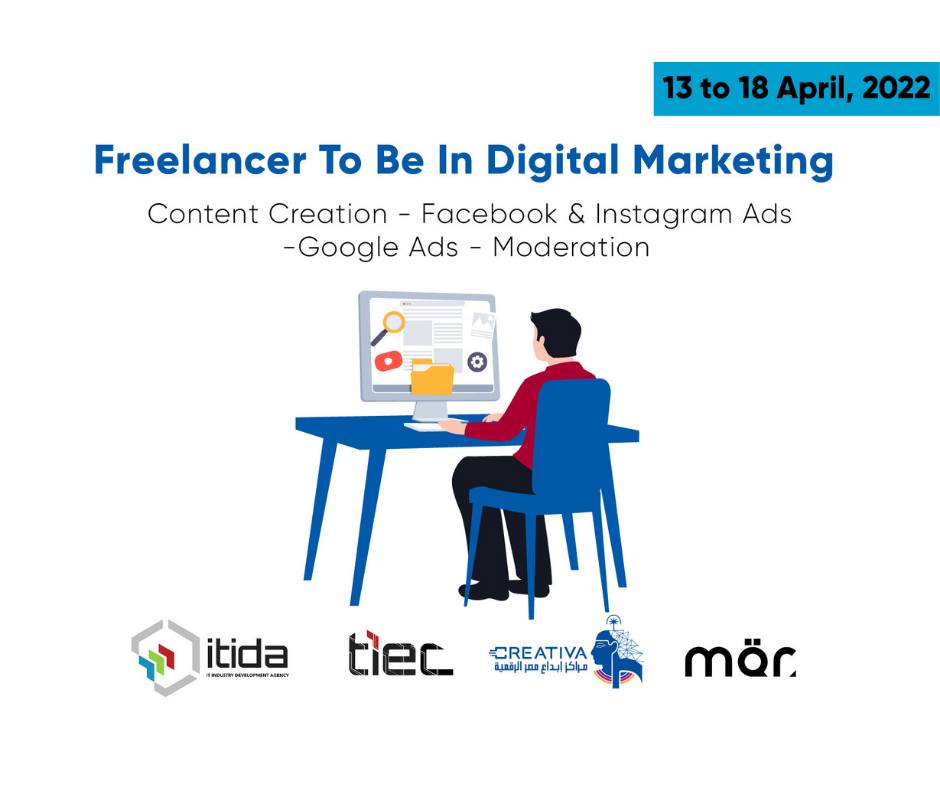 13 to 18 April, 2022
Freelancer To Be In Digital Marketing
Content Creation - Facebook & Instagram Ads
-Google Ads - Moderation
itida
IT INDUSTRY DEVELOPMENT AGENCY
tiec
CREATIVA
مراكز إبداع مصر الرقمية
mär.